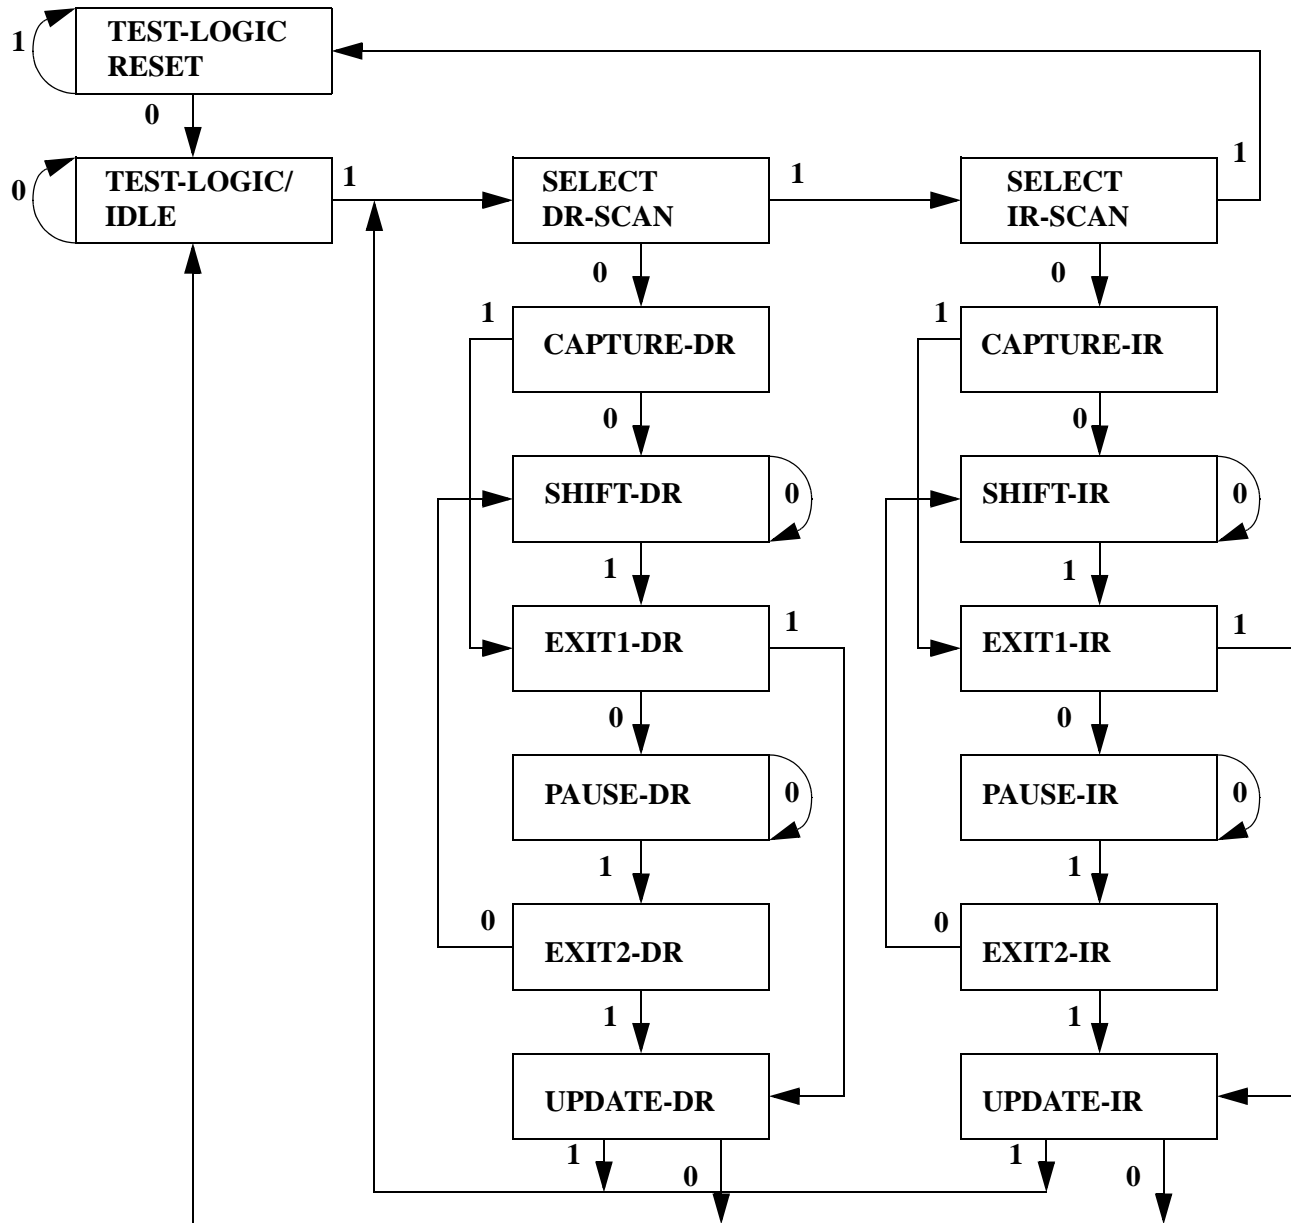 TEST-LOGIC
RESET
1
0
TEST-LOGIC/
IDLE
0
1
SELECT
DR-SCAN
1
SELECT
IR-SCAN
1
0
0
1
CAPTURE-DR
1
CAPTURE-IR
0
0
SHIFT-DR
0
SHIFT-IR
0
1
1
EXIT1-DR
1
EXIT1-IR
1
0
0
PAUSE-DR
0
PAUSE-IR
0
1
1
0
EXIT2-DR
0
EXIT2-IR
1
1
UPDATE-DR
UPDATE-IR
1
0
1
0